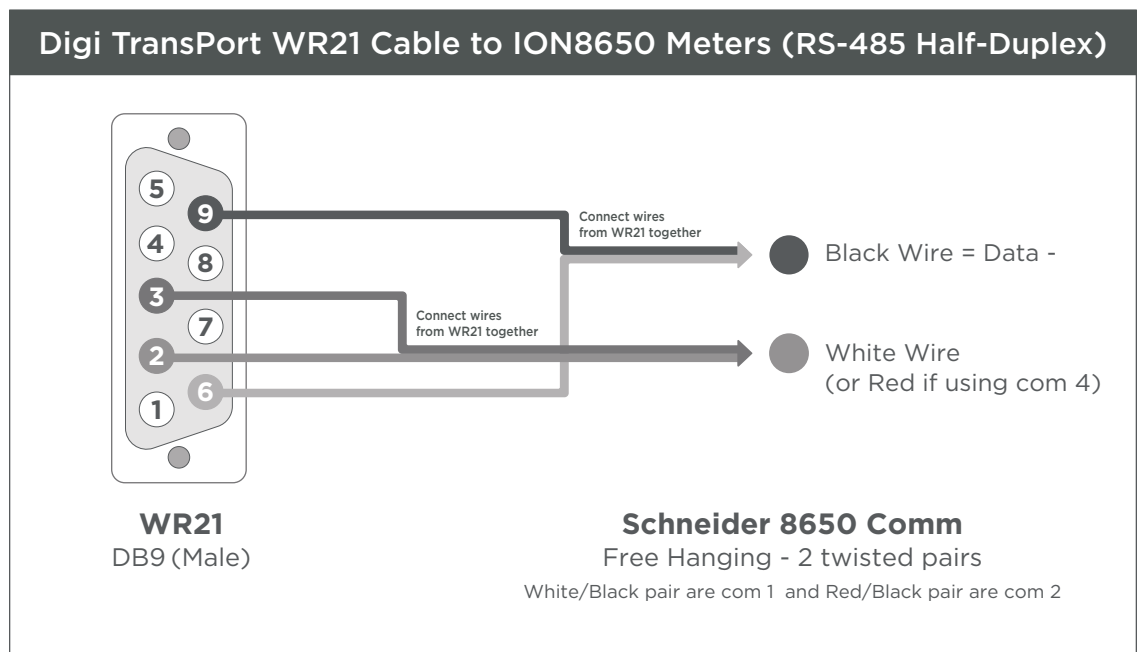 Digi TransPort WR21 Cable to ION8650 Meters (RS-485 Half-Duplex)
5
9
4
8
3
7
2
6
1
Connect wires
from WR21 together
Connect wires
from WR21 together
Black Wire = Data -
White Wire
(or Red if using com 4)
WR21
DB9 (Male)
Schneider 8650 Comm
Free Hanging - 2 twisted pairs
White/Black pair are com 1 and Red/Black pair are com 2